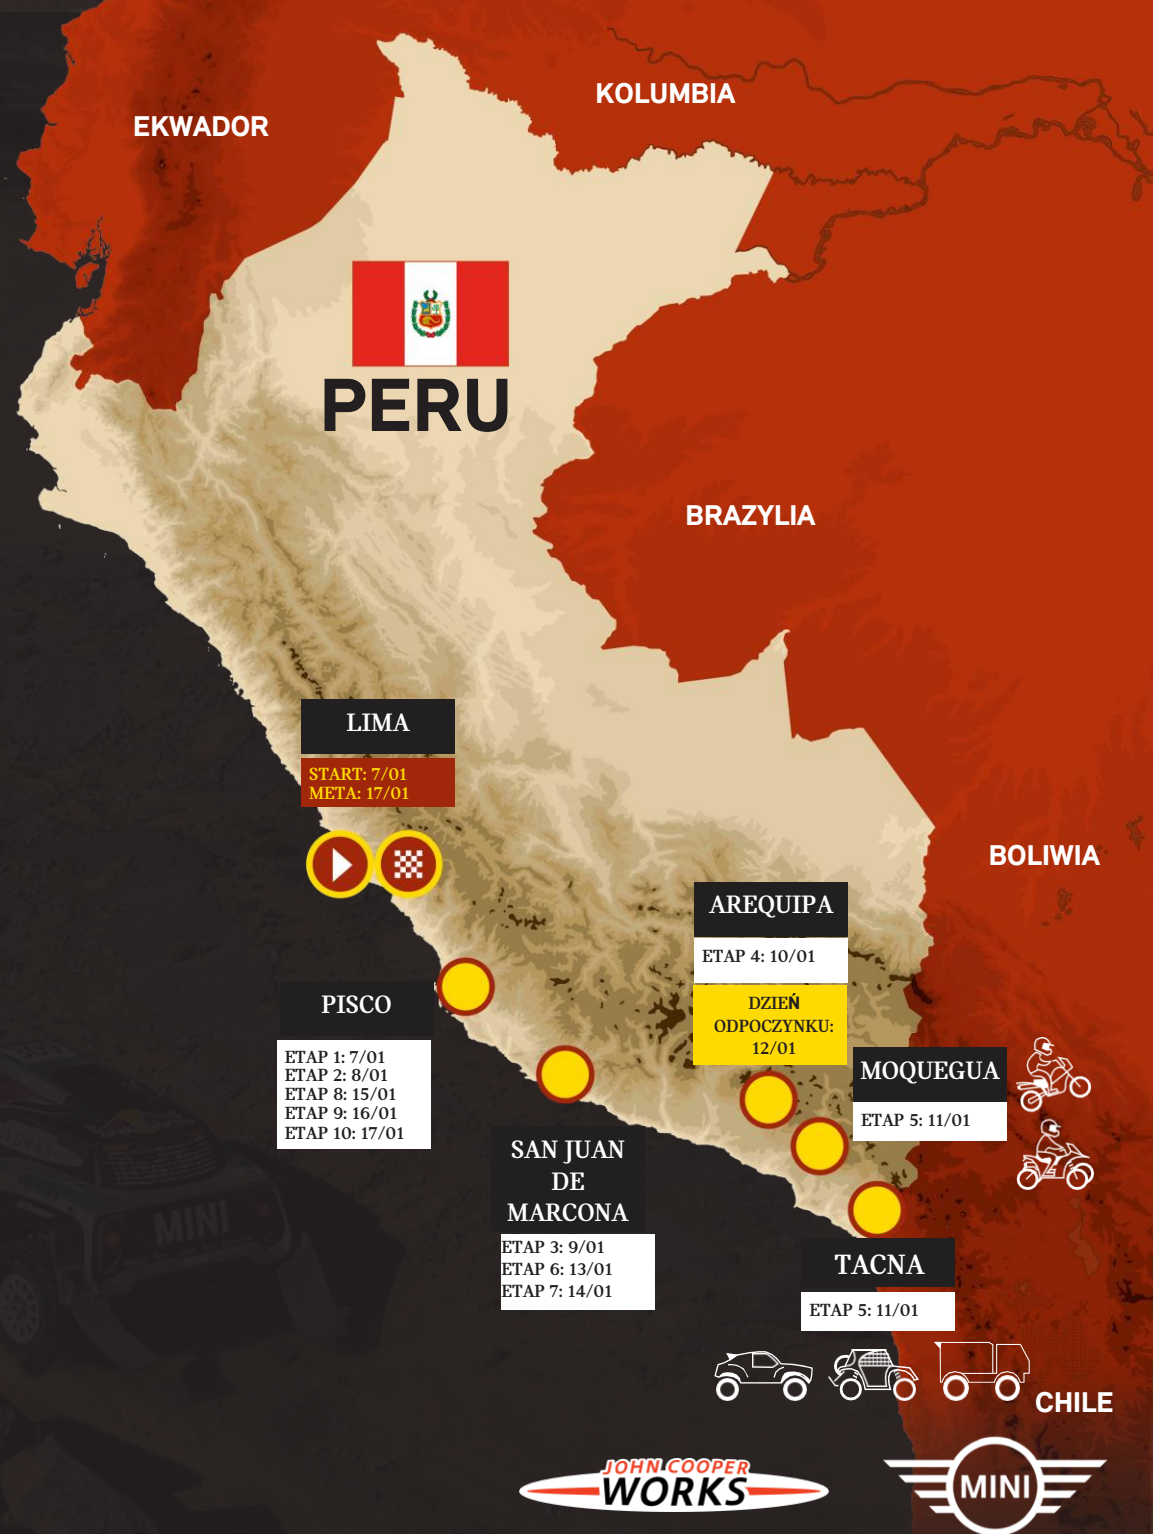 EKWADOR
KOLUMBIA
PERU
BRAZYLIA
LIMA
START: 7/01
META: 17/01
BOLIWIA
AREQUIPA
ETAP 4: 10/01
DZIEŃ
ODPOCZYNKU:
12/01
PISCO
ETAP 1: 7/01
ETAP 2: 8/01
ETAP 8: 15/01
ETAP 9: 16/01
ETAP 10: 17/01
MOQUEGUA
ETAP 5: 11/01
SAN JUAN
DE
MARCONA
ETAP 3: 9/01
ETAP 6: 13/01
ETAP 7: 14/01
TACNA
ETAP 5: 11/01
CHILE
MINI
JOHN COOPER
WORKS
MINI